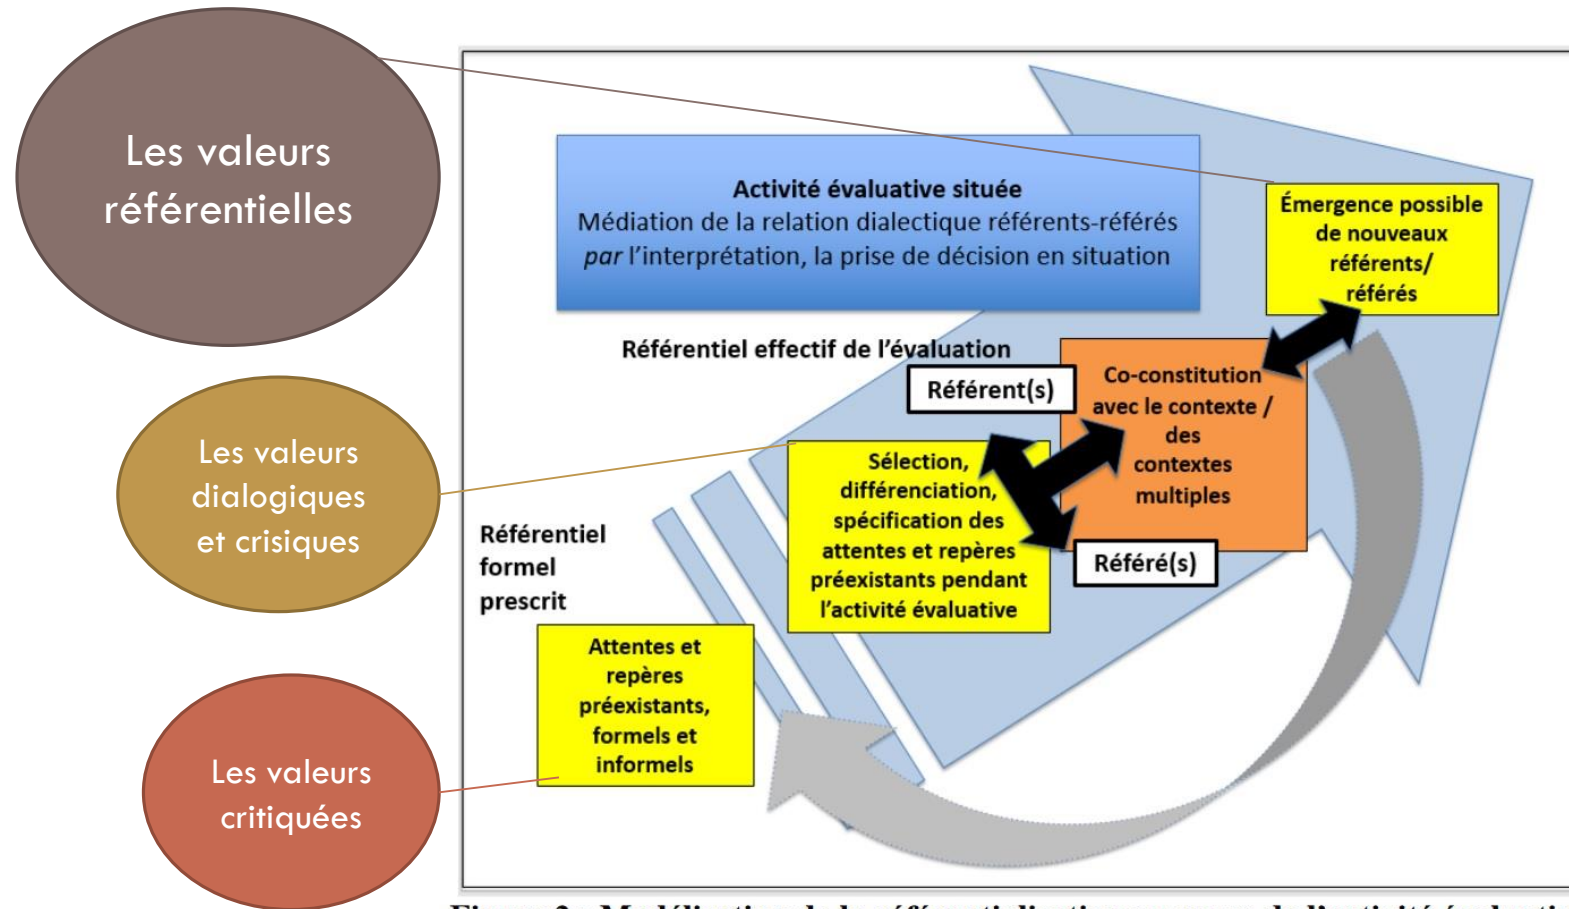 Les valeurs
référentielles
Les valeurs
dialogiques
et crisiques
Les valeurs
critiquées
Activité évaluative située
Médiation de la relation dialectique référents-référés
par l'interprétation, la prise de décision en situation
Émergence possible
de nouveaux
référents/
référés
Référentiel effectif de l'évaluation
Référent(s)
Co-constitution
avec le contexte /
des
contextes
multiples
Sélection,
différenciation,
spécification des
attentes et repères
préexistants pendant
l'activité évaluative
Référé(s)
Référentiel
formel
prescrit
Attentes et
repères
préexistants,
formels et
informels